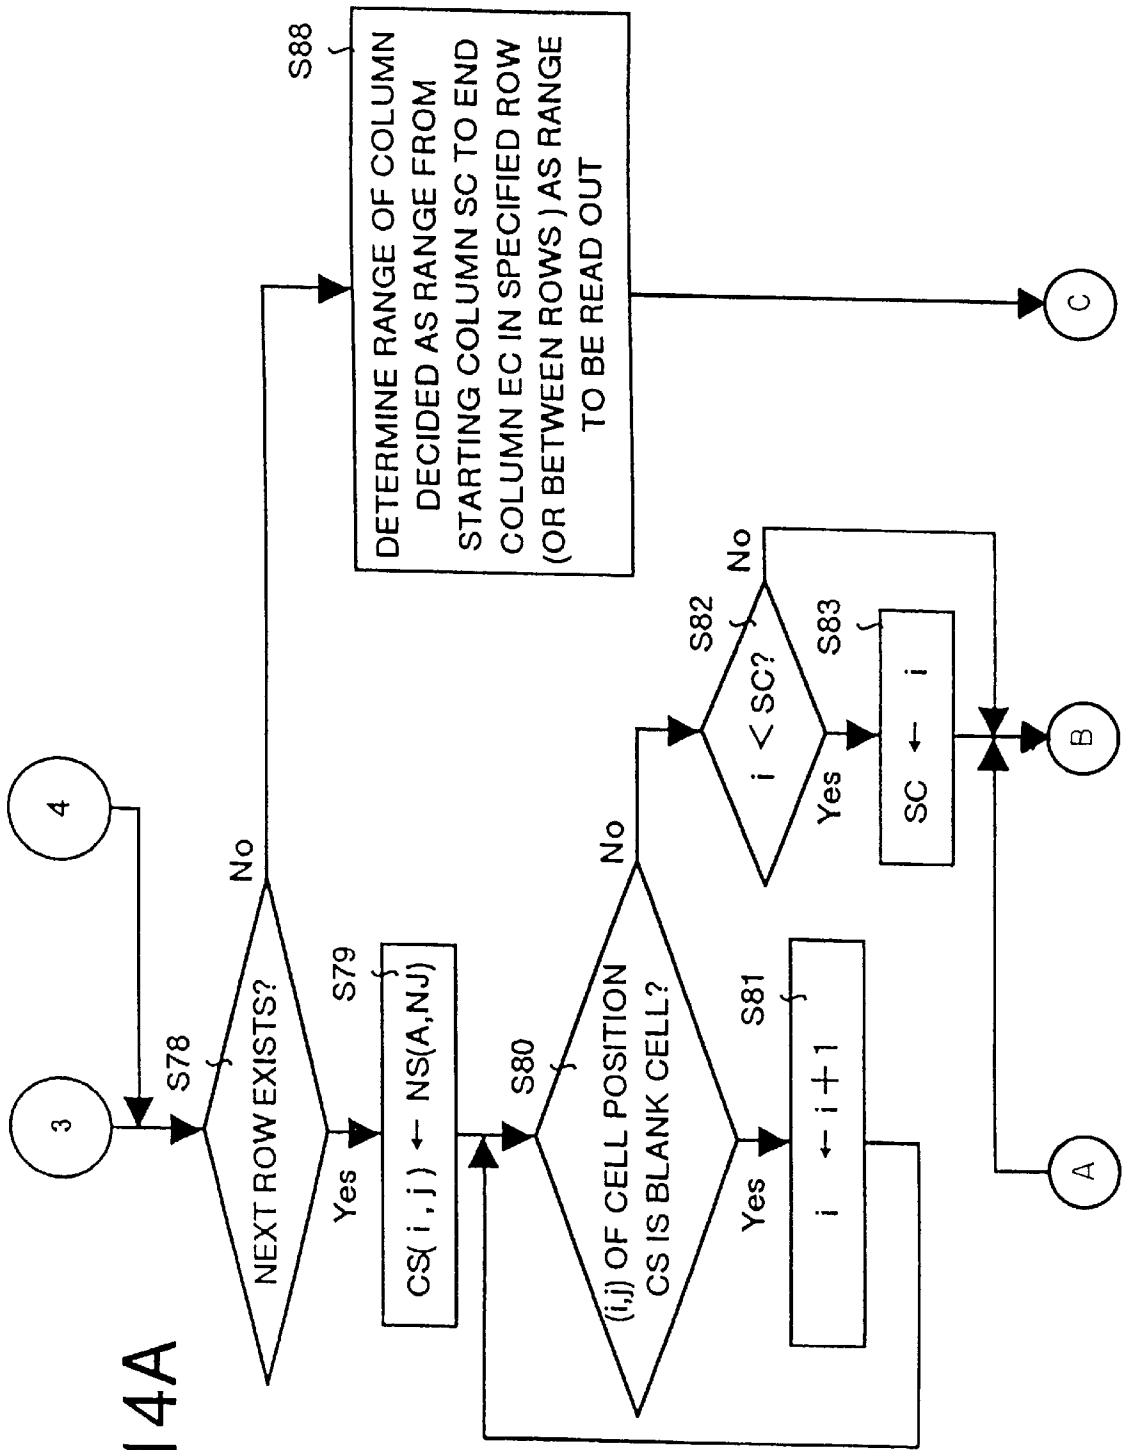 14A
3
4
S78
NEXT ROW EXISTS?
No
Yes
S79
CS( i , j ) ← NS(A,NJ)
S80
(i,j) OF CELL POSITION
CS IS BLANK CELL?
No
Yes
S81
i ← i + 1
S82
i < SC?
No
Yes
S83
SC ← i
S88
DETERMINE RANGE OF COLUMN
DECIDED AS RANGE FROM
STARTING COLUMN SC TO END
COLUMN EC IN SPECIFIED ROW
(OR BETWEEN ROWS ) AS RANGE
TO BE READ OUT
A
B
C